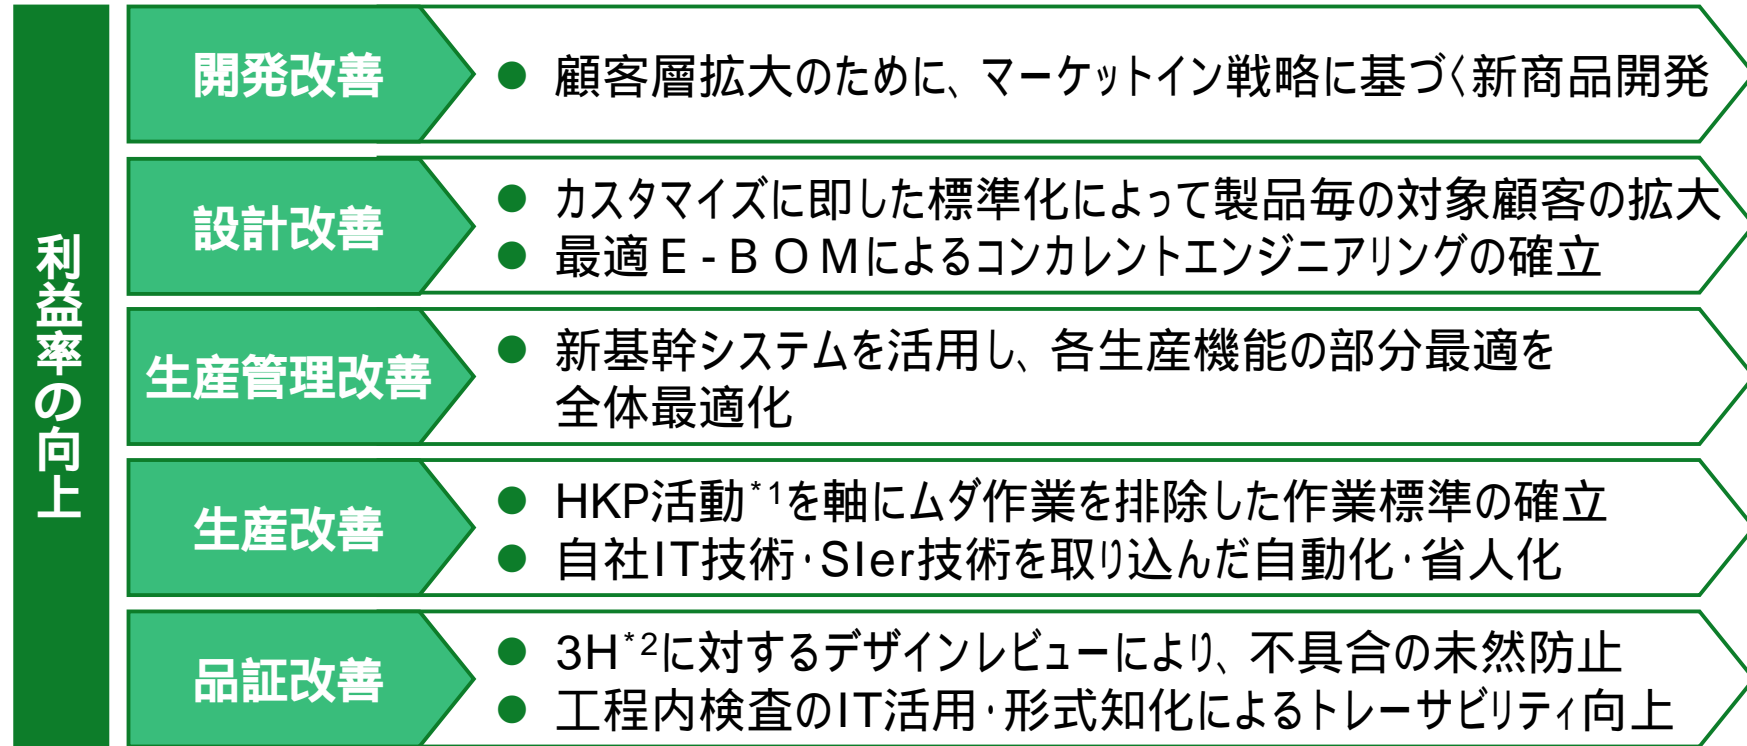 利益率の向上
開発改善
● 顧客層拡大のために、マーケットイン戦略に基づく新商品開発
設計改善
● カスタマイズに即した標準化によって製品毎の対象顧客の拡大
● 最適E-BOMによるコンカレントエンジニアリングの確立
生産管理改善
● 新基幹システムを活用し、各生産機能の部分最適を
全体最適化
生産改善
● HKP活動*1を軸にムダ作業を排除した作業標準の確立
● 自社IT技術・SIer技術を取り込んだ自動化・省人化
品証改善
● 3H*2に対するデザインレビューにより、不具合の未然防止
● 工程内検査のIT活用・形式知化によるトレーサビリティ向上